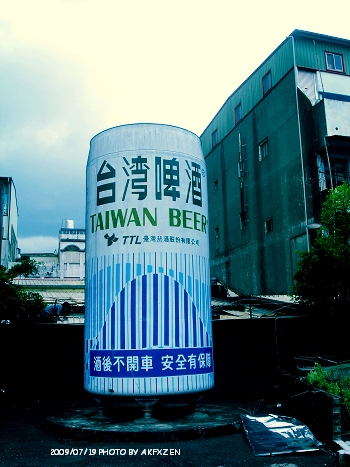 台湾啤酒
TAIWAN BEER
TTL 臺灣菸酒股份有限公司
酒後不開車 安全有保障
2009/07/19 PHOTO BY AKFXZEN